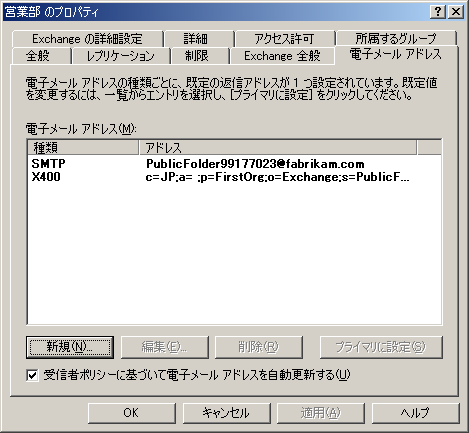 営業部 のプロパティ
Exchange の詳細設定 詳細 アクセス許可 所属するグループ
全般 レプリケーション 制限 Exchange 全般 電子メール アドレス
電子メール アドレスの種類ごとに、既定の返信アドレスが 1 つ設定されています。既定値
を変更するには、一覧からエントリを選択し、[プライマリに設定] をクリックしてください。
電子メール アドレス(M):
種類 アドレス
SMTP PublicFolder99177023@fabrikam.com
X400 c=JP;a= ;p=FirstOrg;o=Exchange;s=PublicF...
新規(N)... 編集(E)... 削除(R) プライマリに設定(S)
受信者ポリシーに基づいて電子メール アドレスを自動更新する(U)
OK キャンセル 適用(A) ヘルプ